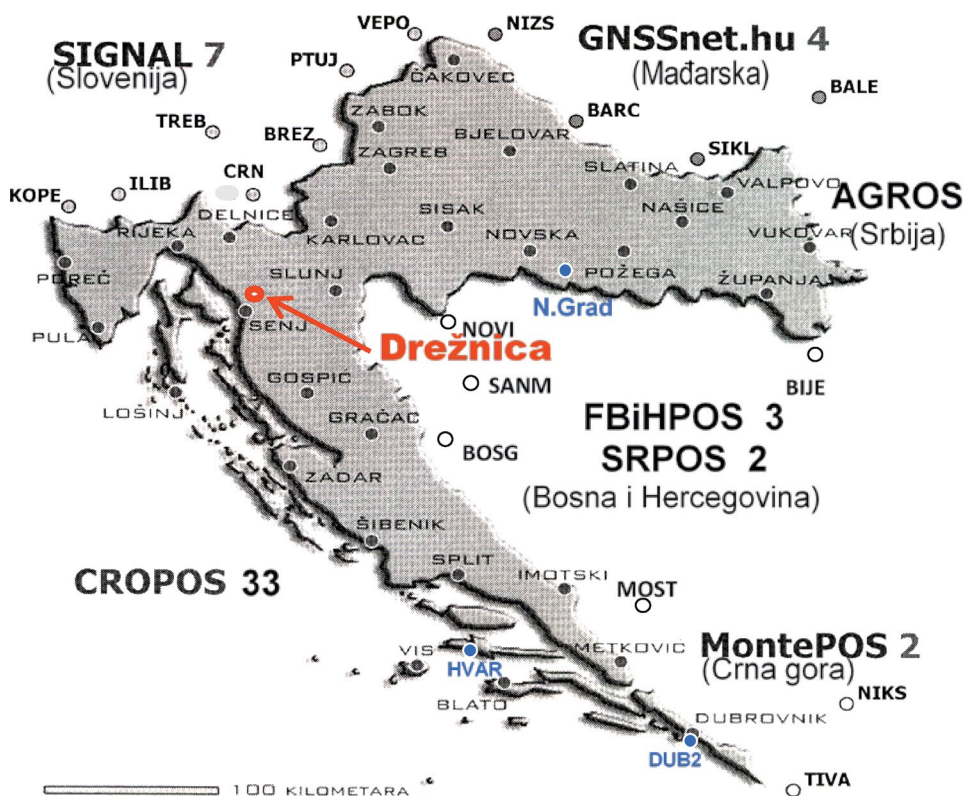 VEPO
NIZS
SIGNAL 7
(Slovenija)
GNSSnet.hu 4
(Mađarska)
PTUJ
ČAKOVEC
BALE
ZABOK
BARC
TREB
BREZ
BJELOVAR
ZAGREB
SIKL
SLATINA
CRN
ILIB
KOPE
VALPOVO
AGROS
(Srbija)
DELNICE
SISAK
NAŠICE
RIJEKA
KARLOVAC
NOVSKA
VUKOVAR
POREČ
SLUNJ
POŽEGA
ŽUPANJA
N.Grad
SENJ
PULA
NOVI
Drežnica
GOSPIĆ
SANM
BIJE
LOŠINJ
GRAČAC
FBiHPOS 3
SRPOS 2
(Bosna i Hercegovina)
BOSG
ZADAR
ŠIBENIK
SPLIT
IMOTSKI
CROPOS 33
MOST
METKOVIĆ
MontePOS 2
(Crna gora)
VIS
HVAR
BLATO
NIKS
DUBROVNIK
DUB2
TIVA
100 KILOMETARA